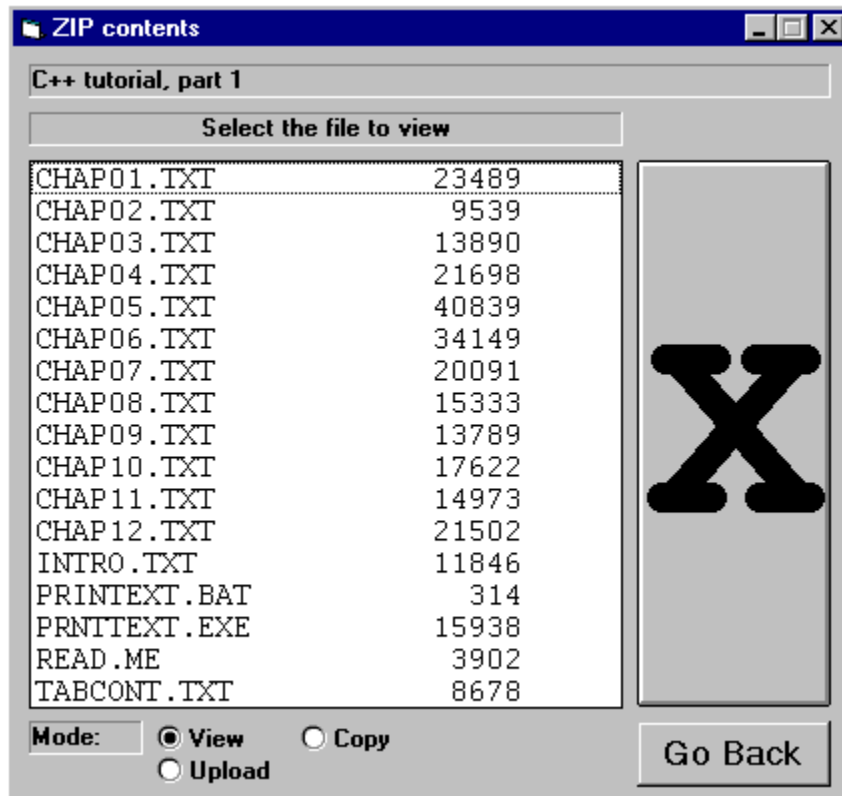 ZIP contents
C++ tutorial, part 1
Select the file to view
CHAP01.TXT 23489
CHAP02.TXT 9539
CHAP03.TXT 13890
CHAP04.TXT 21698
CHAP05.TXT 40839
CHAP06.TXT 34149
CHAP07.TXT 20091
CHAP08.TXT 15333
CHAP09.TXT 13789
CHAP10.TXT 17622
CHAP11.TXT 14973
CHAP12.TXT 21502
INTRO.TXT 11846
PRINTEXT.BAT 314
PRNTTEXT.EXE 15938
READ.ME 3902
TABCONT.TXT 8678
X
Mode: View Copy
Upload
Go Back